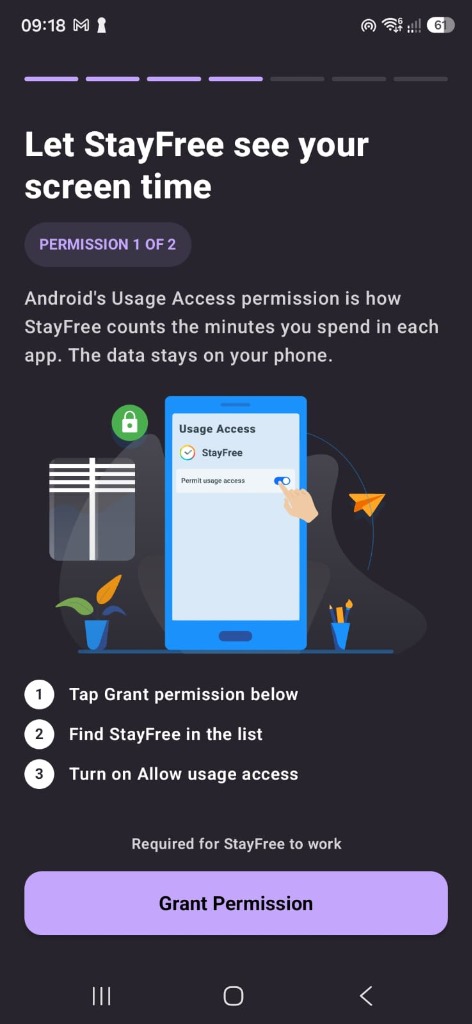 09:18
61
Let StayFree see your
screen time
PERMISSION 1 OF 2
Android's Usage Access permission is how
StayFree counts the minutes you spend in each
app. The data stays on your phone.
Usage Access
StayFree
Permit usage access
1 Tap Grant permission below
2 Find StayFree in the list
3 Turn on Allow usage access
Required for StayFree to work
Grant Permission